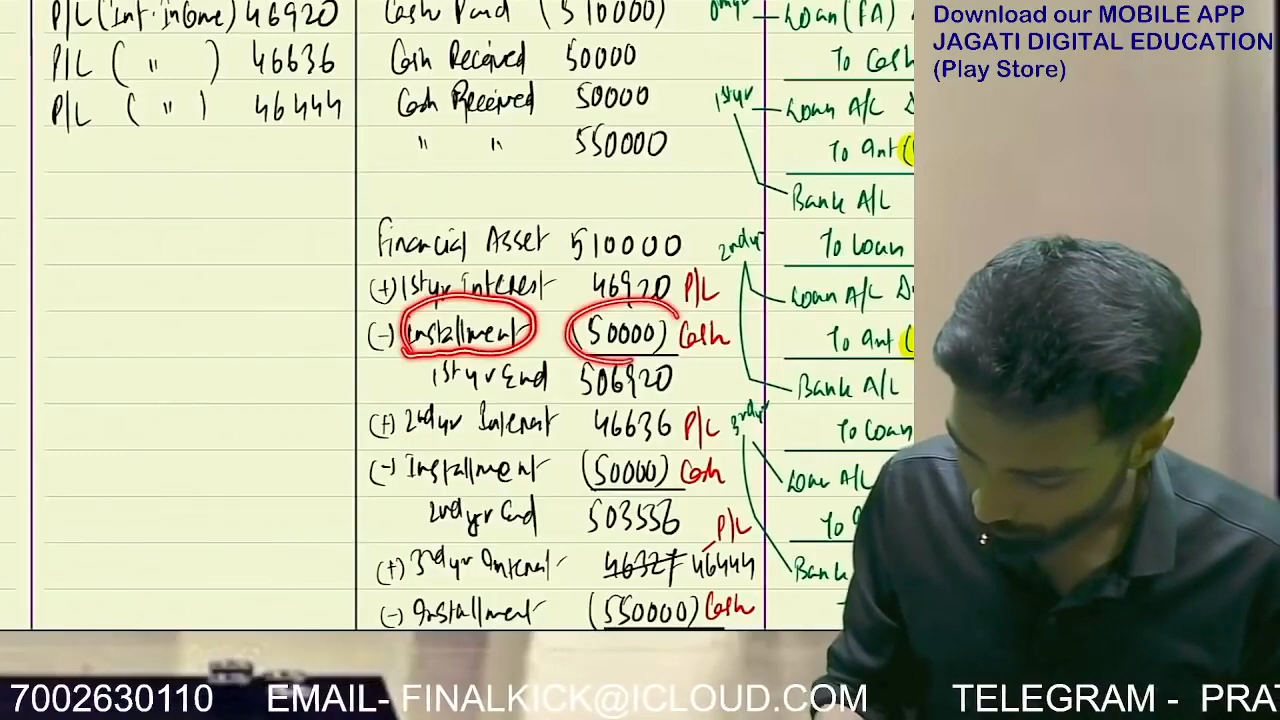 P/L (Int. inGme) 46920
P/L ( " ) 46636
P/L ( " ) 46444
Cash Paid (510000)
Cash Received 50000
Cash Received 50000
" " 550000
Financial Asset 510000
(+) 1st yr interest 46920 P/L
(-) Installment (50000) Cash
1st yr End 506920
(+) 2nd yr Interest 46636 P/L
(-) Installment (50000) Cash
2nd yr End 503556
P/L
(+) 3rd yr Interest 46327 46444
(-) Installment (550000) Cash
Loan (FA)
To Cash
1st yr Loan A/L D
To Int (
Bank A/L
2nd yr To Loan
Loan A/L D
To Int (
Bank A/L
3rd yr To Loan
Loan A/L
To
Bank
Download our MOBILE APP
JAGATI DIGITAL EDUCATION
(Play Store)
7002630110 EMAIL- FINALKICK@ICLOUD.COM TELEGRAM - PRAT